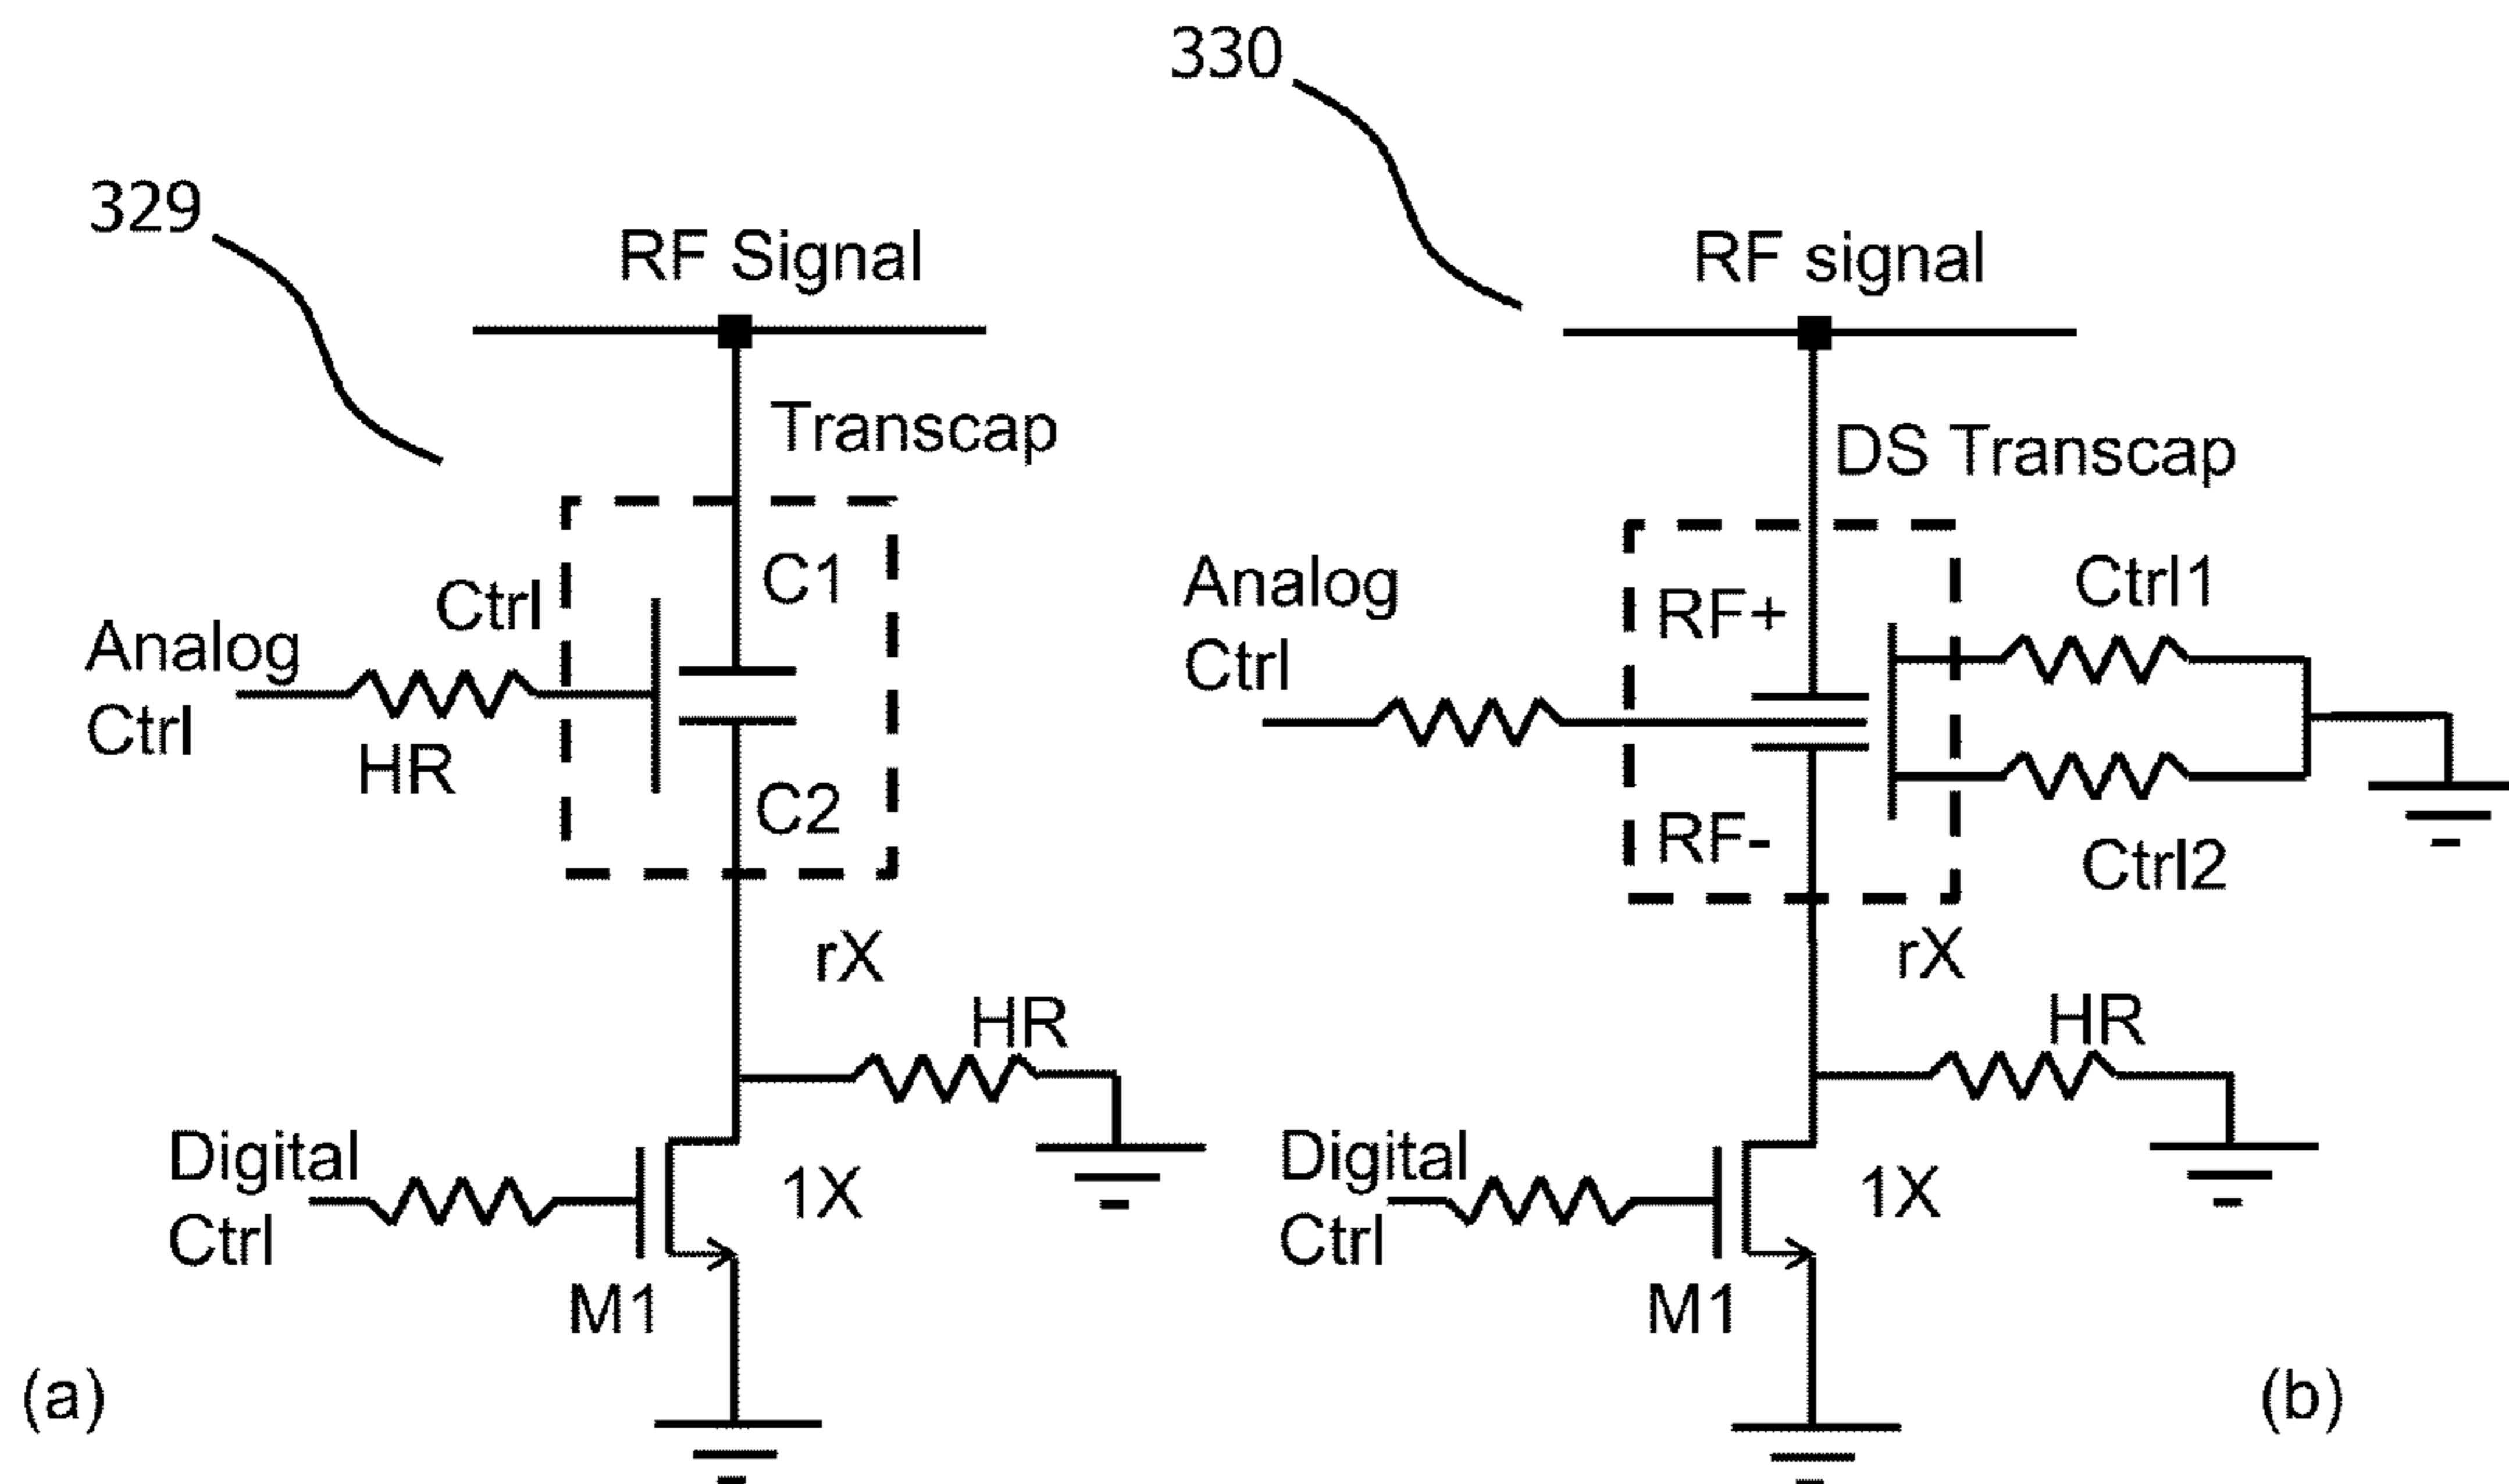 329
RF Signal
Transcap
C1
Ctrl
Analog
Ctrl
HR
C2
rX
HR
Digital
Ctrl
1X
M1
(a)
330
RF signal
DS Transcap
Analog
Ctrl
RF+
Ctrl1
RF-
Ctrl2
rX
HR
Digital
Ctrl
1X
M1
(b)